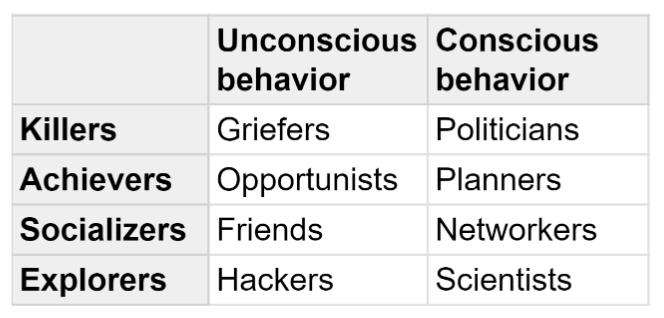 Unconscious behavior Conscious behavior
Killers Griefers Politicians
Achievers Opportunists Planners
Socializers Friends Networkers
Explorers Hackers Scientists